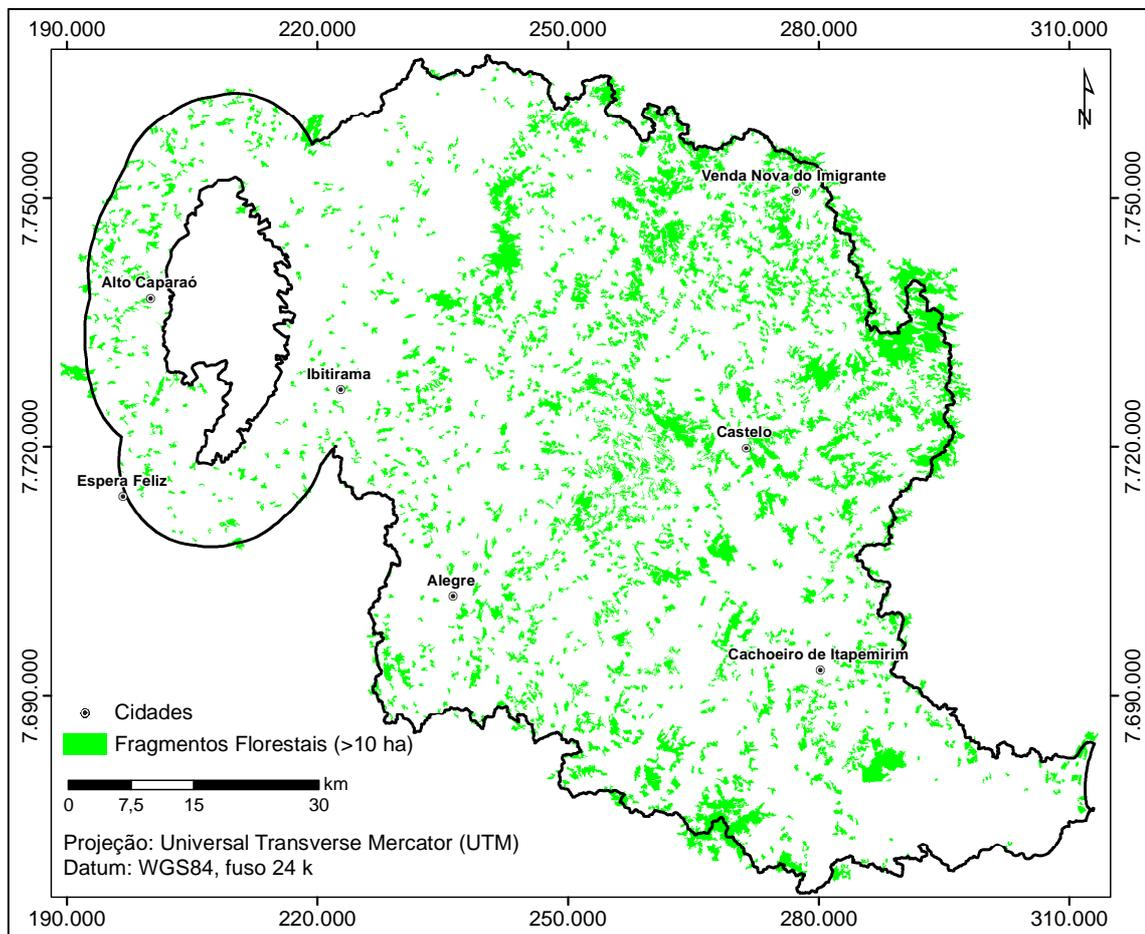 190.000 220.000 250.000 280.000 310.000
N
7.750.000
7.750.000
Venda Nova do Imigrante
Alto Caparaó
Ibitirama
Castelo
7.720.000
7.720.000
Espera Feliz
Alegre
Cachoeiro de Itapemirim
7.690.000
7.690.000
Cidades
Fragmentos Florestais (>10 ha)
km
0 7,5 15 30
Projeção: Universal Transverse Mercator (UTM)
Datum: WGS84, fuso 24 k
190.000 220.000 250.000 280.000 310.000